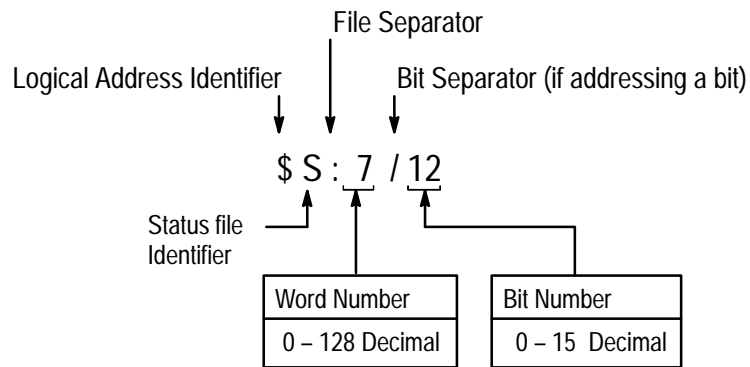 File Separator
Logical Address Identifier
Bit Separator (if addressing a bit)
$ S : 7 / 12
Status file
Identifier
Word Number
0 – 128 Decimal
Bit Number
0 – 15 Decimal